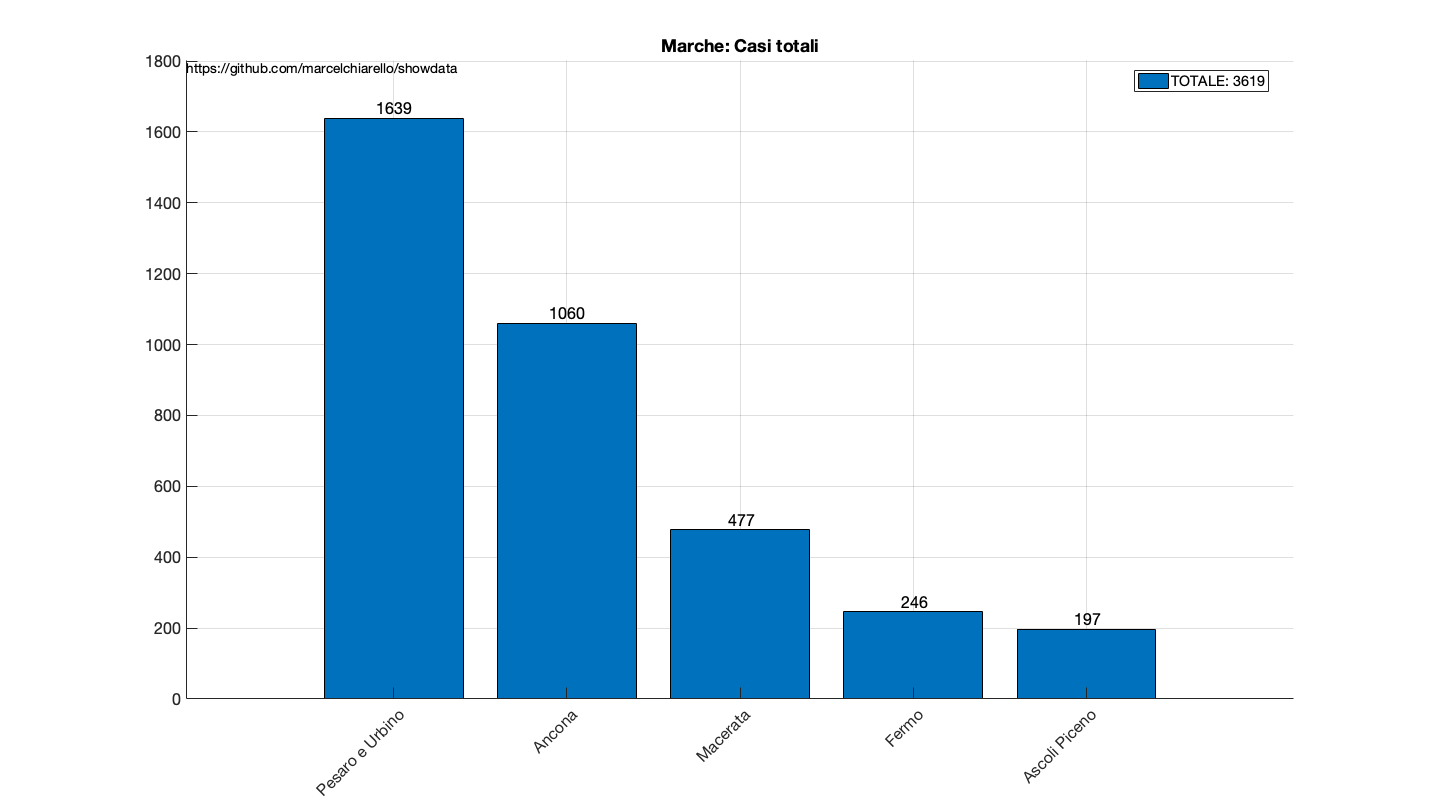 Marche: Casi totali
https://github.com/marcelchiarello/showdata
TOTALE: 3619
1800
1600
1400
1200
1000
800
600
400
200
0
1639
1060
477
246
197
Pesaro e Urbino
Ancona
Macerata
Fermo
Ascoli Piceno